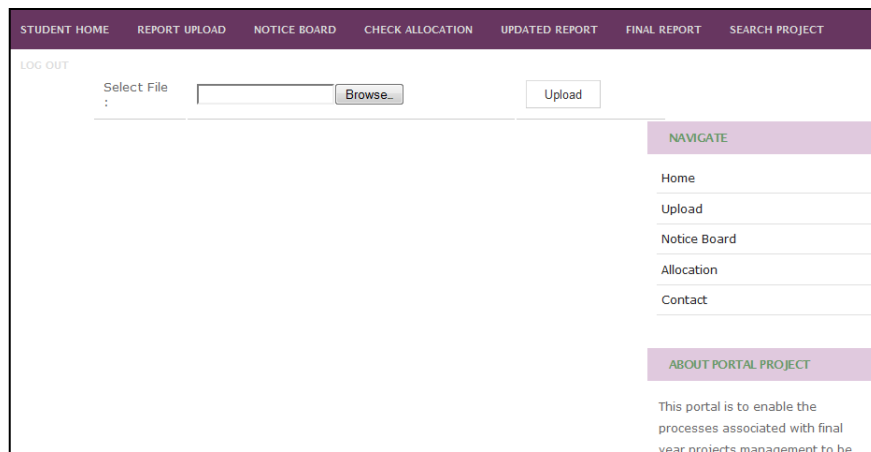 STUDENT HOME REPORT UPLOAD NOTICE BOARD CHECK ALLOCATION UPDATED REPORT FINAL REPORT SEARCH PROJECT
LOG OUT
Select File
:
Browse..
Upload
NAVIGATE
Home
Upload
Notice Board
Allocation
Contact
ABOUT PORTAL PROJECT
This portal is to enable the
processes associated with final
year projects management to be